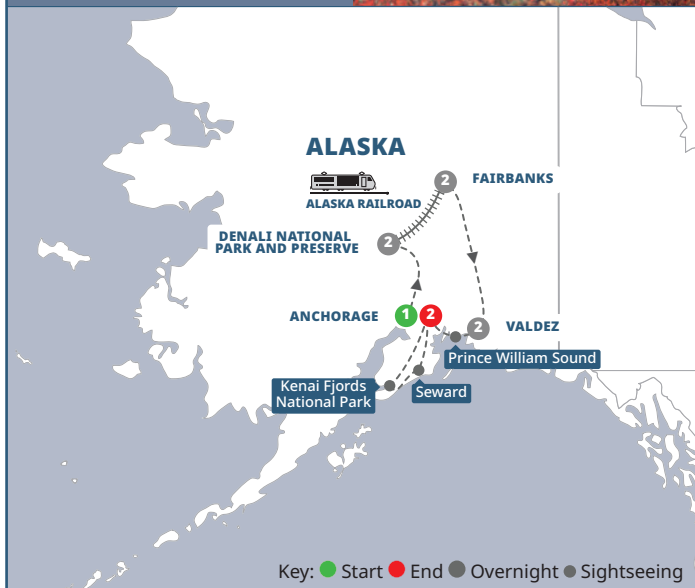 ALASKA
2
FAIRBANKS
ALASKA RAILROAD
DENALI NATIONAL
PARK AND PRESERVE
2
ANCHORAGE
1
2
2
VALDEZ
Prince William Sound
Kenai Fjords
National Park
Seward
Key: Start End Overnight Sightseeing